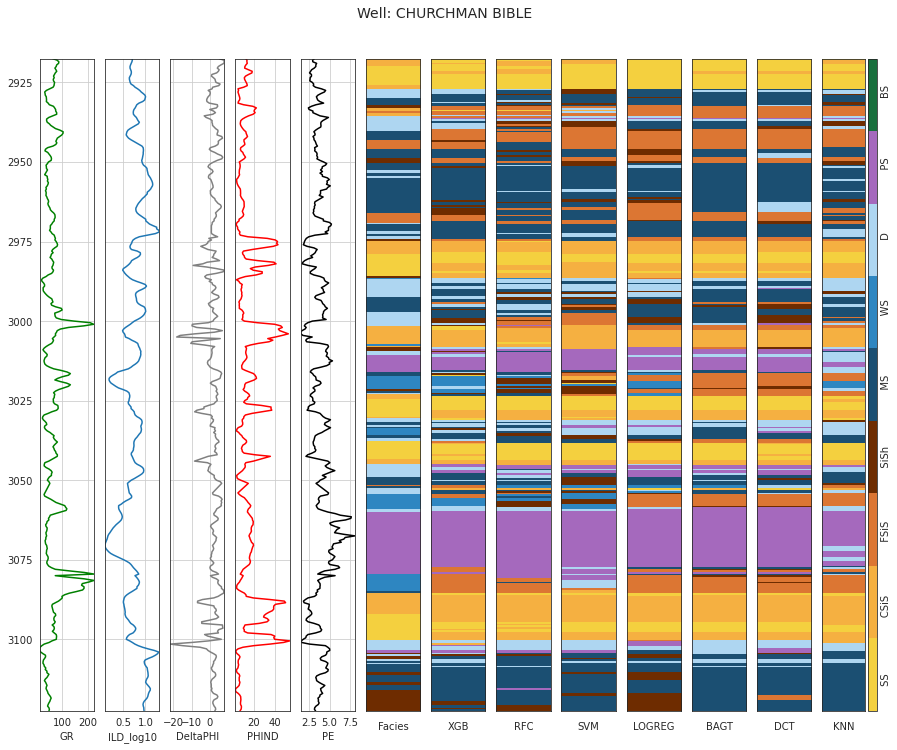 Well: CHURCHMAN BIBLE
2925
2950
2975
3000
3025
3050
3075
3100
100 200
GR
0.5 1.0
ILD_log10
−20 −10 0
DeltaPHI
20 40
PHIND
2.5 5.0 7.5
PE
Facies
XGB
RFC
SVM
LOGREG
BAGT
DCT
KNN
BS
PS
D
WS
MS
SiSh
FSiS
CSiS
SS